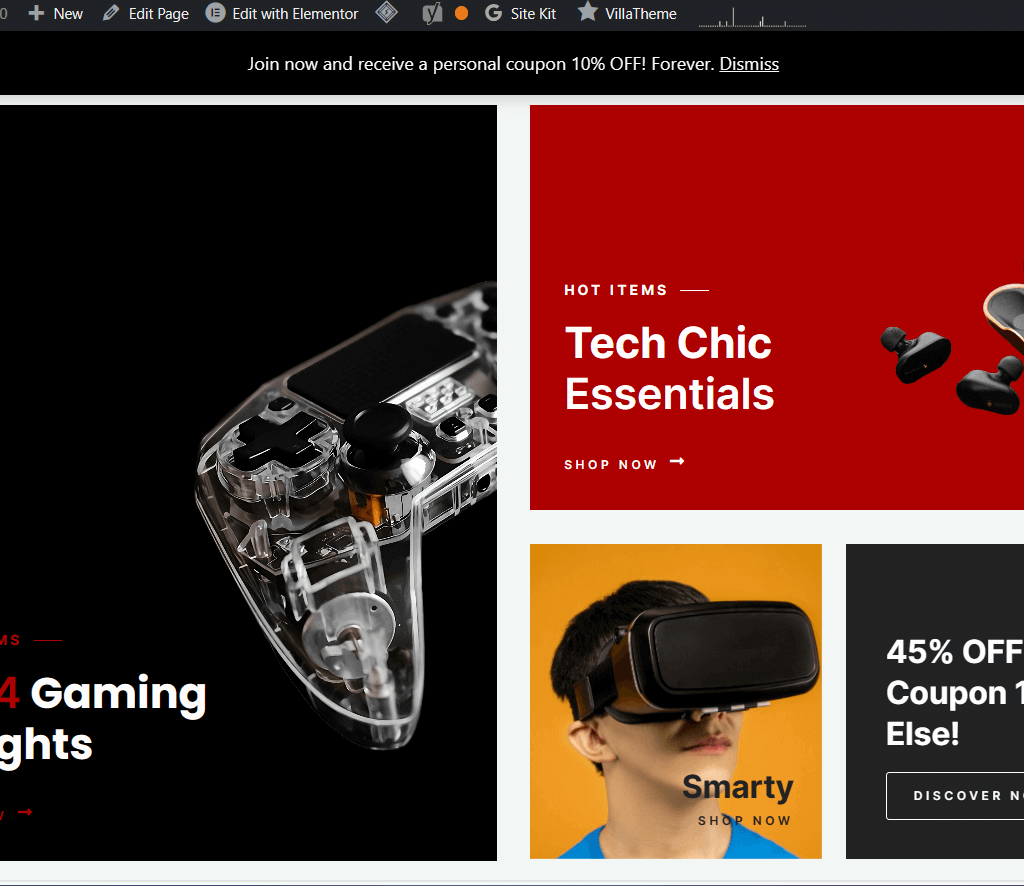 0 New Edit Page Edit with Elementor Site Kit VillaTheme
Join now and receive a personal coupon 10% OFF! Forever. Dismiss
HOT ITEMS
Tech Chic
Essentials
SHOP NOW
MS
4 Gaming
ghts
Smarty
SHOP NOW
45% OFF
Coupon 1
Else!
DISCOVER NO